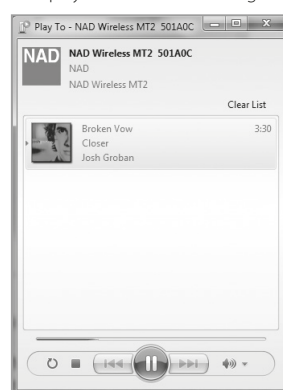 Play To - NAD Wireless MT2 501A0C
NAD
NAD Wireless MT2 501A0C
NAD
NAD Wireless MT2
Clear List
Broken Vow 3:30
Closer
Josh Groban